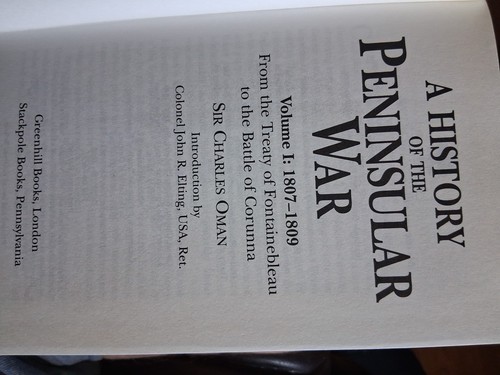 A HISTORY
OF THE
PENINSULAR
WAR
Volume I: 1807–1809
From the Treaty of Fontainebleau
to the Battle of Corunna
SIR CHARLES OMAN
Introduction by
Colonel John R. Elting, USA, Ret.
Greenhill Books, London
Stackpole Books, Pennsylvania